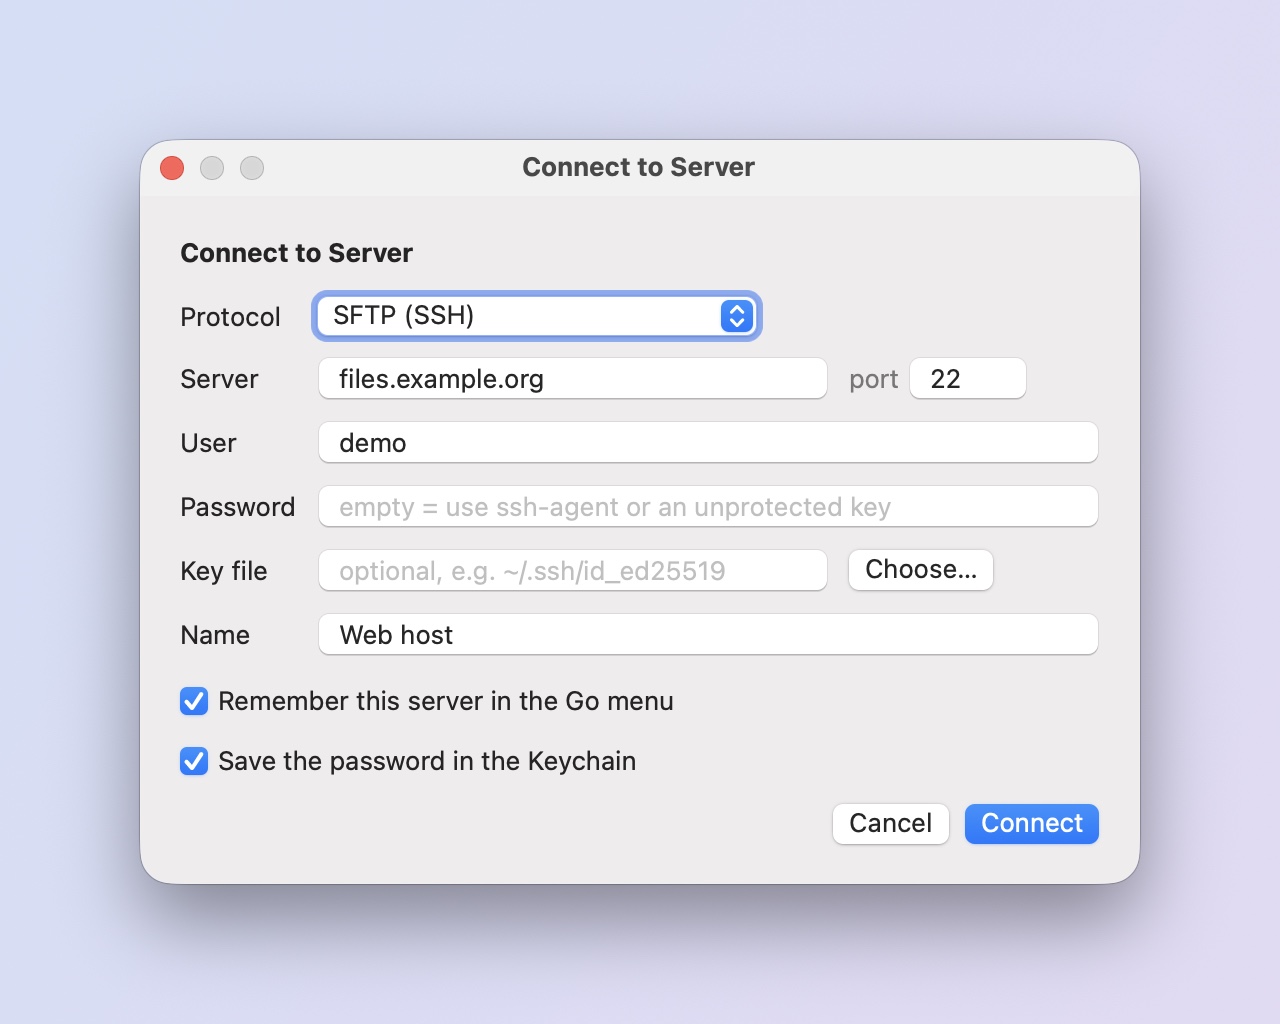 Connect to Server
Connect to Server
Protocol SFTP (SSH)
Server files.example.org port 22
User demo
Password empty = use ssh-agent or an unprotected key
Key file optional, e.g. ~/.ssh/id_ed25519 Choose...
Name Web host
Remember this server in the Go menu
Save the password in the Keychain
Cancel Connect